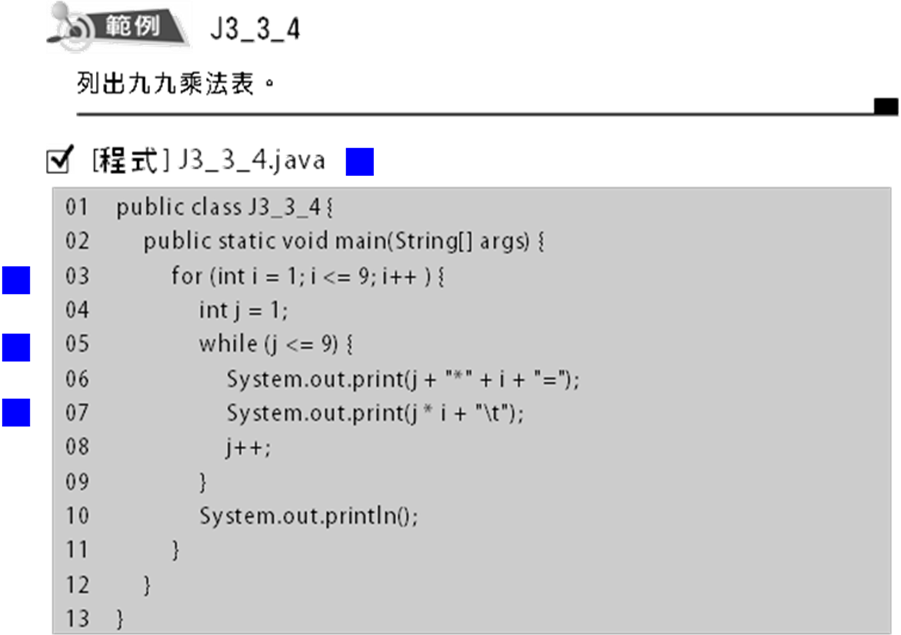 範例 J3_3_4
列出九九乘法表。
[程式] J3_3_4.java
01 public class J3_3_4 {
02 public static void main(String[] args) {
03 for (int i = 1; i <= 9; i++ ) {
04 int j = 1;
05 while (j <= 9) {
06 System.out.print(j + "*" + i + "=");
07 System.out.print(j * i + "\t");
08 j++;
09 }
10 System.out.println();
11 }
12 }
13 }